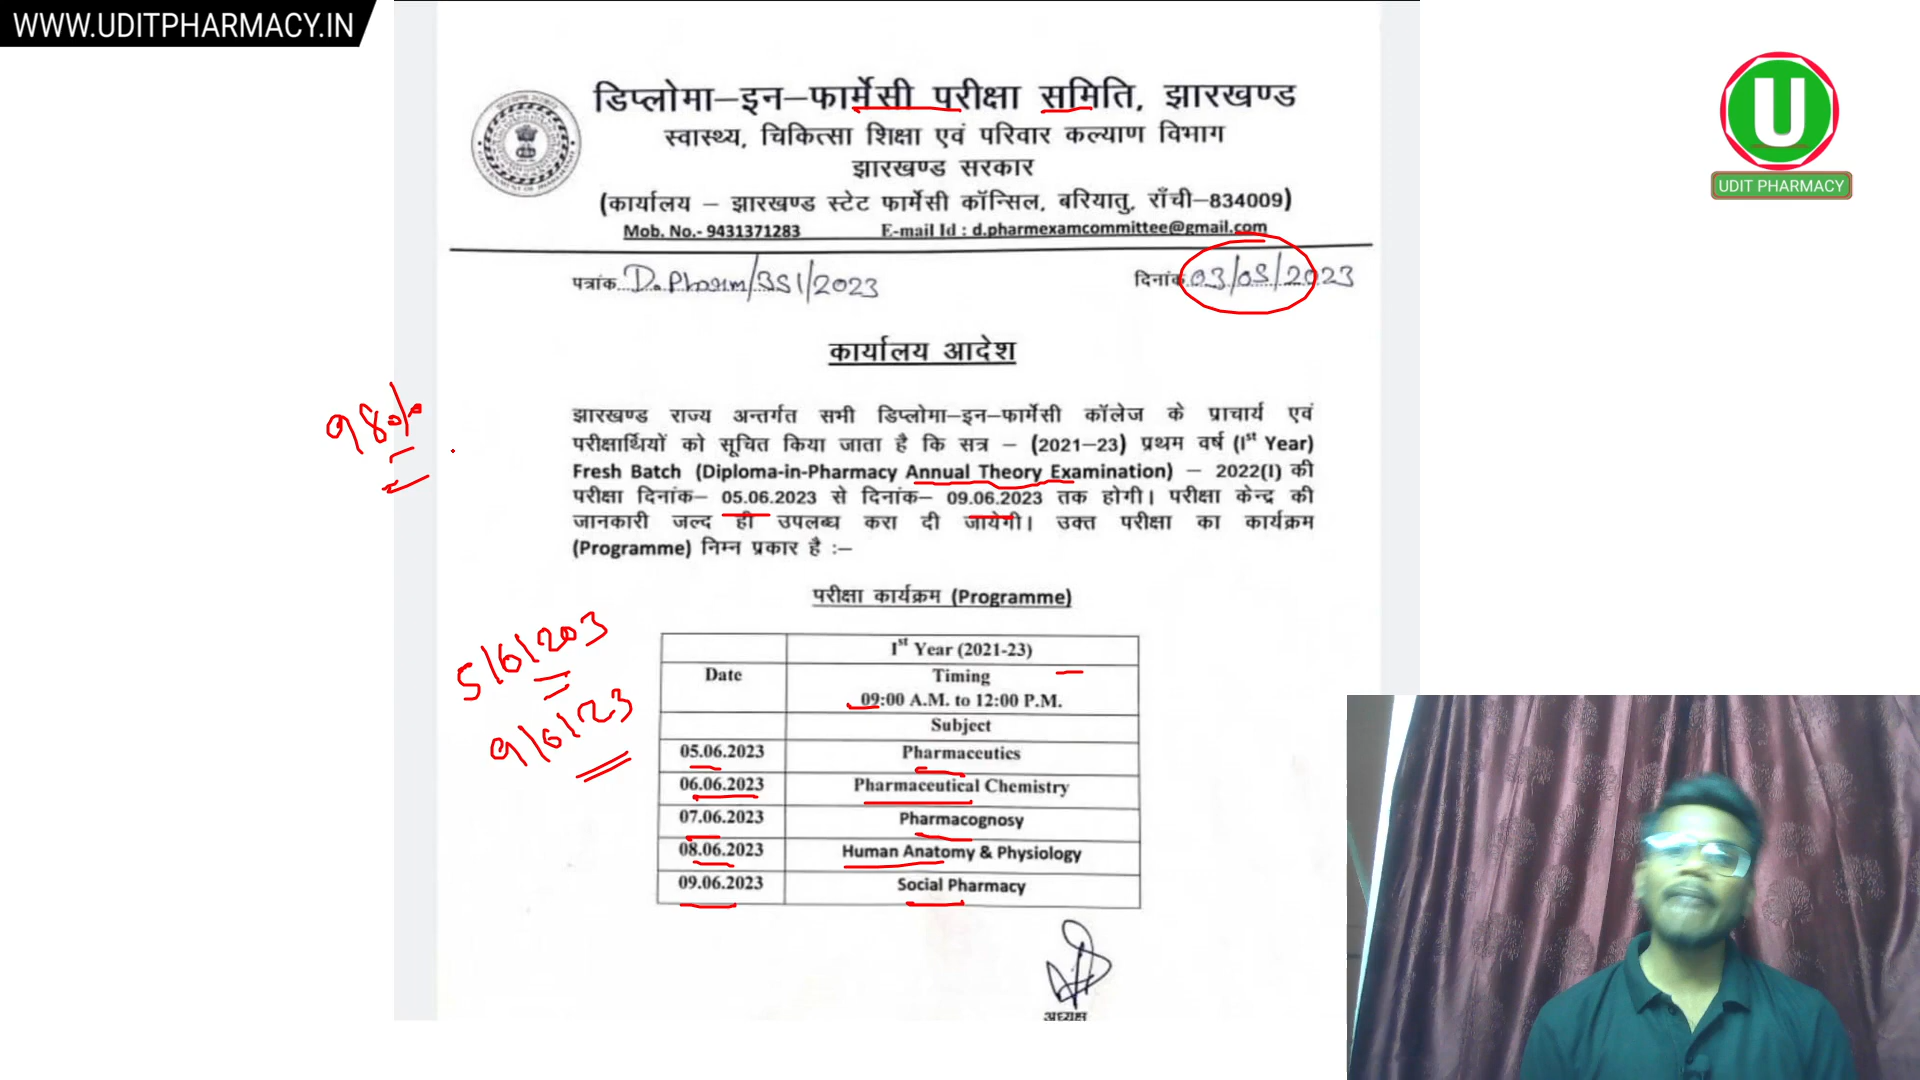 WWW.UDITPHARMACY.IN
U
UDIT PHARMACY
डिप्लोमा–इन–फार्मेसी परीक्षा समिति, झारखण्ड
स्वास्थ्य, चिकित्सा शिक्षा एवं परिवार कल्याण विभाग
झारखण्ड सरकार
(कार्यालय – झारखण्ड स्टेट फार्मेसी कॉन्सिल, बरियातु, राँची–834009)
Mob. No.- 9431371283 E-mail Id : d.pharmexamcommittee@gmail.com
पत्रांक D.Pharm/351/2023 दिनांक 03/05/2023
कार्यालय आदेश
98%
झारखण्ड राज्य अन्तर्गत सभी डिप्लोमा–इन–फार्मेसी कॉलेज के प्राचार्य एवं
परीक्षार्थियों को सूचित किया जाता है कि सत्र – (2021–23) प्रथम वर्ष (Ist Year)
Fresh Batch (Diploma-in-Pharmacy Annual Theory Examination) – 2022(I) की
परीक्षा दिनांक– 05.06.2023 से दिनांक– 09.06.2023 तक होगी। परीक्षा केन्द्र की
जानकारी जल्द ही उपलब्ध करा दी जायेगी। उक्त परीक्षा का कार्यक्रम
(Programme) निम्न प्रकार है :–
परीक्षा कार्यक्रम (Programme)
5/6/203
9/6/23
Ist Year (2021-23)
Date Timing
09:00 A.M. to 12:00 P.M.
Subject
05.06.2023 Pharmaceutics
06.06.2023 Pharmaceutical Chemistry
07.06.2023 Pharmacognosy
08.06.2023 Human Anatomy & Physiology
09.06.2023 Social Pharmacy
अध्यक्ष